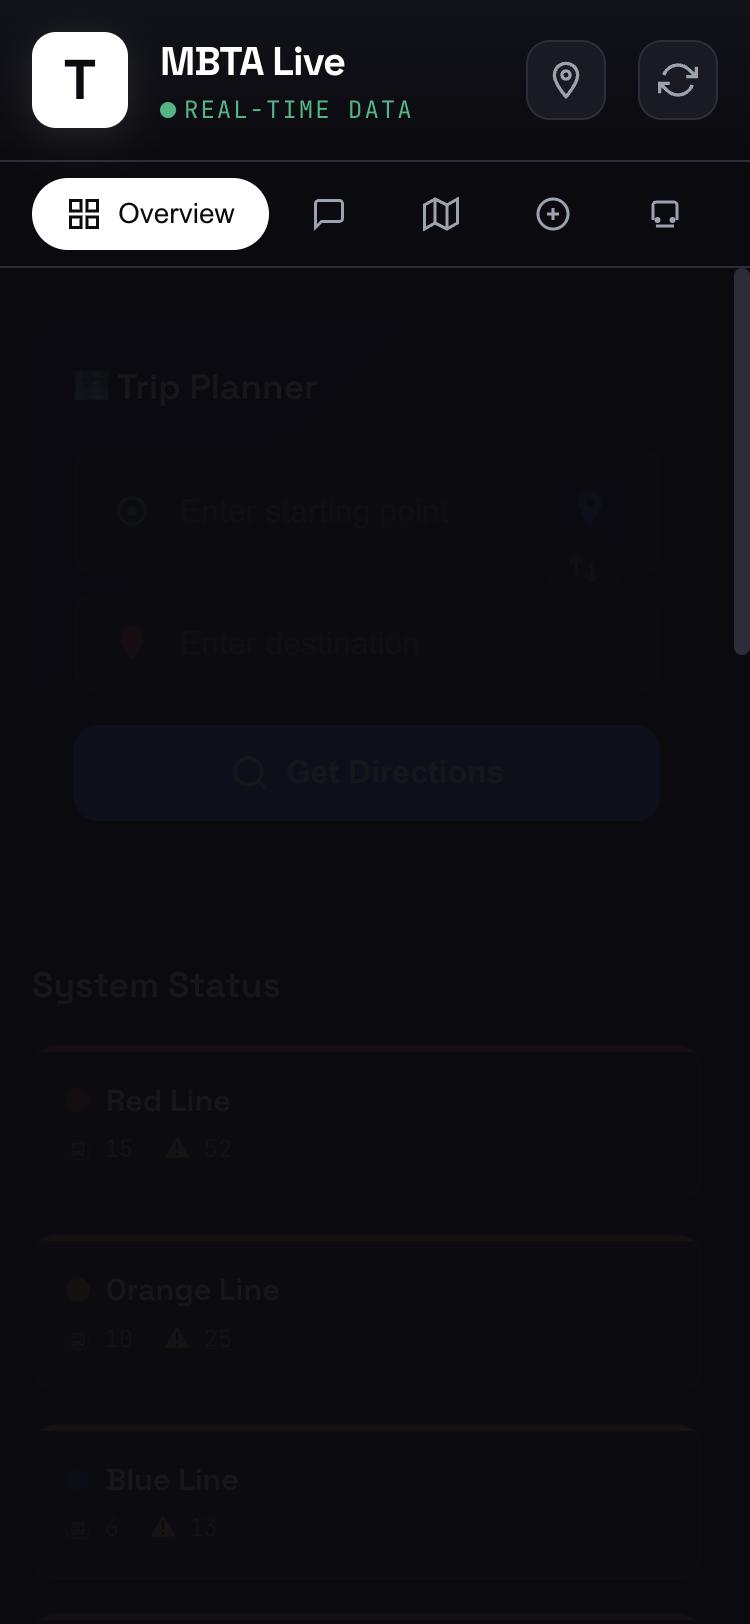 T
MBTA Live
REAL-TIME DATA
Overview
Trip Planner
Enter starting point
Enter destination
Get Directions
System Status
Red Line
15 52
Orange Line
10 25
Blue Line
6 13